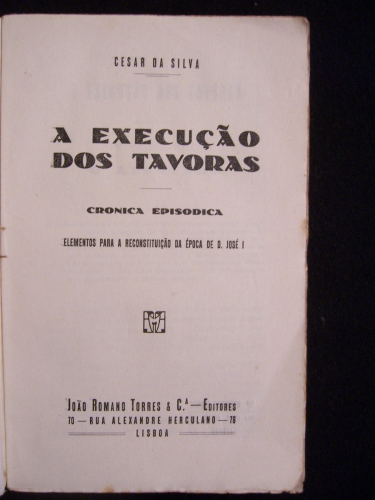 CESAR DA SILVA
A EXECUÇÃO
DOS TAVORAS
CRONICA EPISODICA
ELEMENTOS PARA A RECONSTITUIÇÃO DA ÉPOCA DE D. JOSÉ I
JOÃO ROMANO TORRES & C.ª — EDITORES
70 — RUA ALEXANDRE HERCULANO — 76
LISBOA